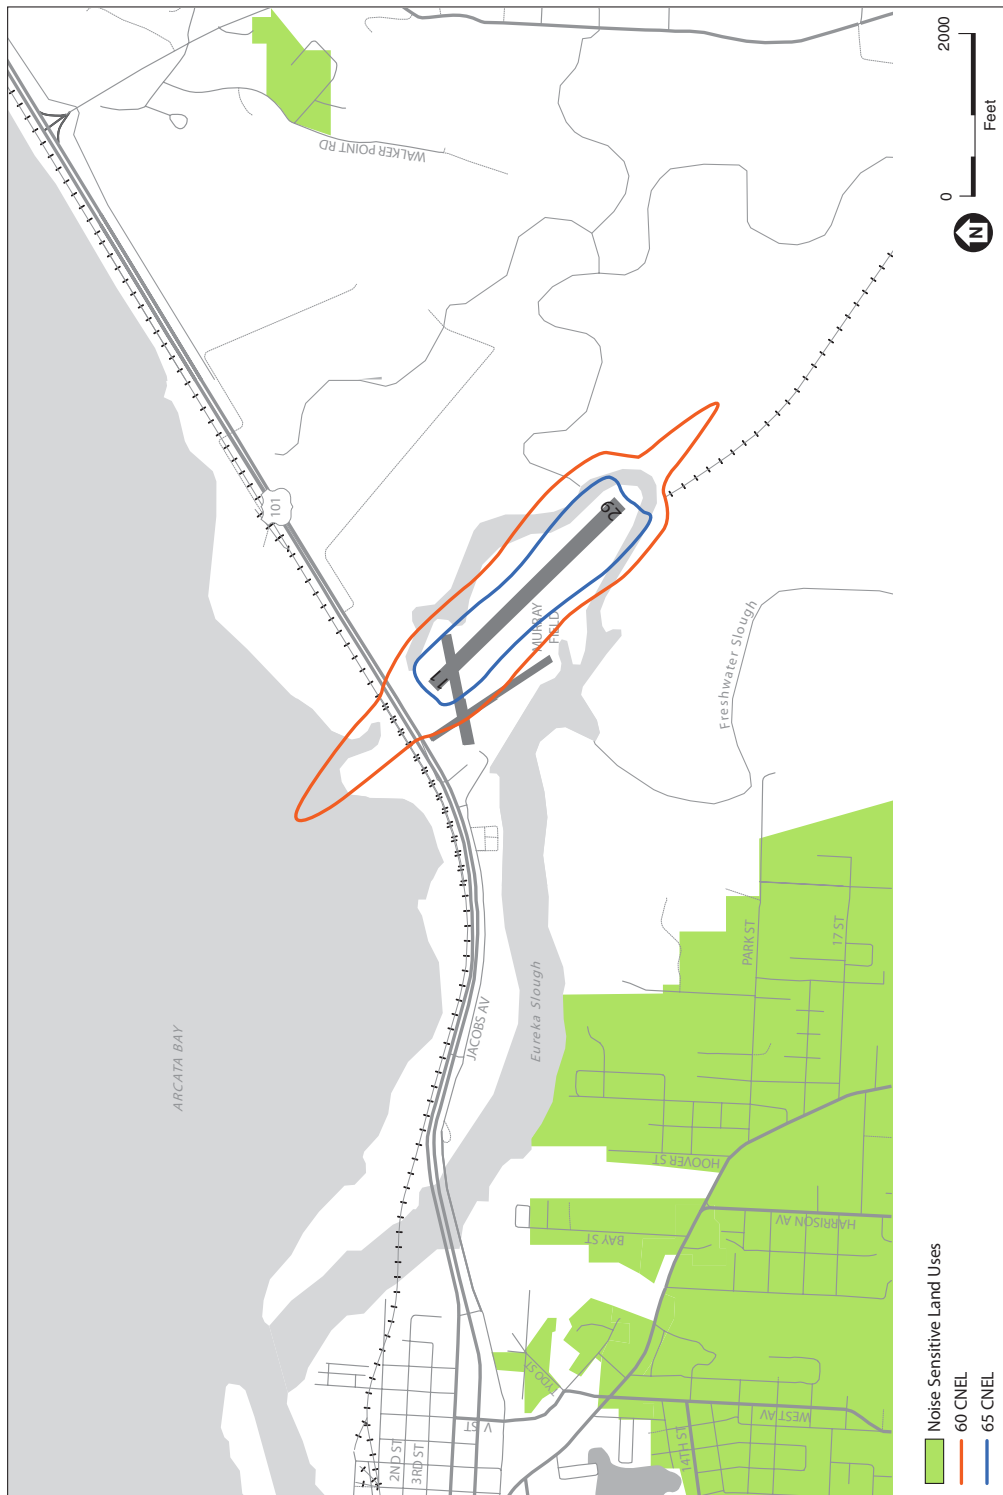 ARCATA BAY
101
WALKER POINT RD
MURRAY
FIELD
11
29
Freshwater Slough
Eureka Slough
JACOBS AV
PARK ST
17 ST
HOOVER ST
HARRISON AV
BAY ST
TYDD ST
V ST
2ND ST
3RD ST
14TH ST
WEST AV
N
0
2000
Feet
Noise Sensitive Land Uses
60 CNEL
65 CNEL